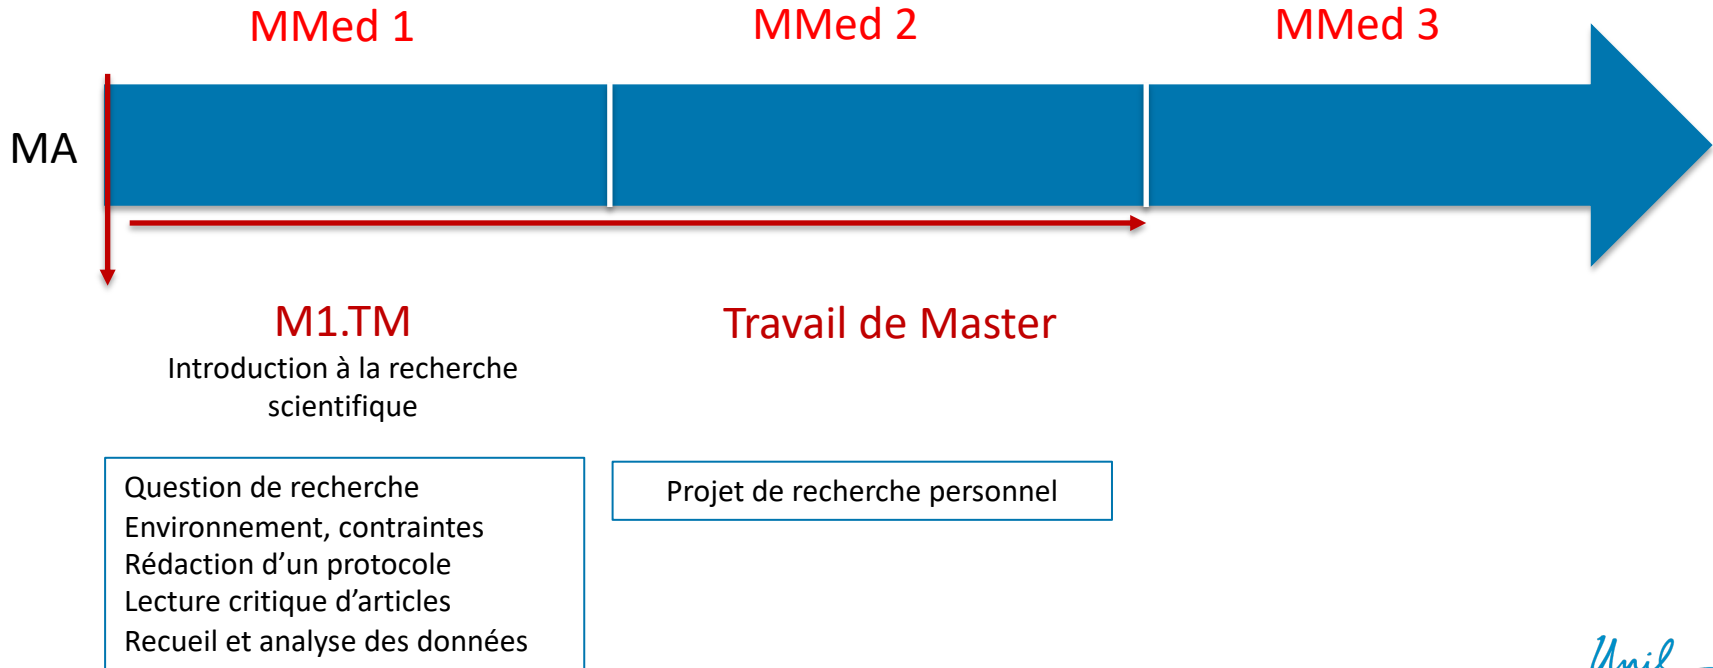 MMed 1
MMed 2
MMed 3
MA
M1.TM
Introduction à la recherche
scientifique
Travail de Master
Question de recherche
Environnement, contraintes
Rédaction d’un protocole
Lecture critique d’articles
Recueil et analyse des données
Projet de recherche personnel
Unil